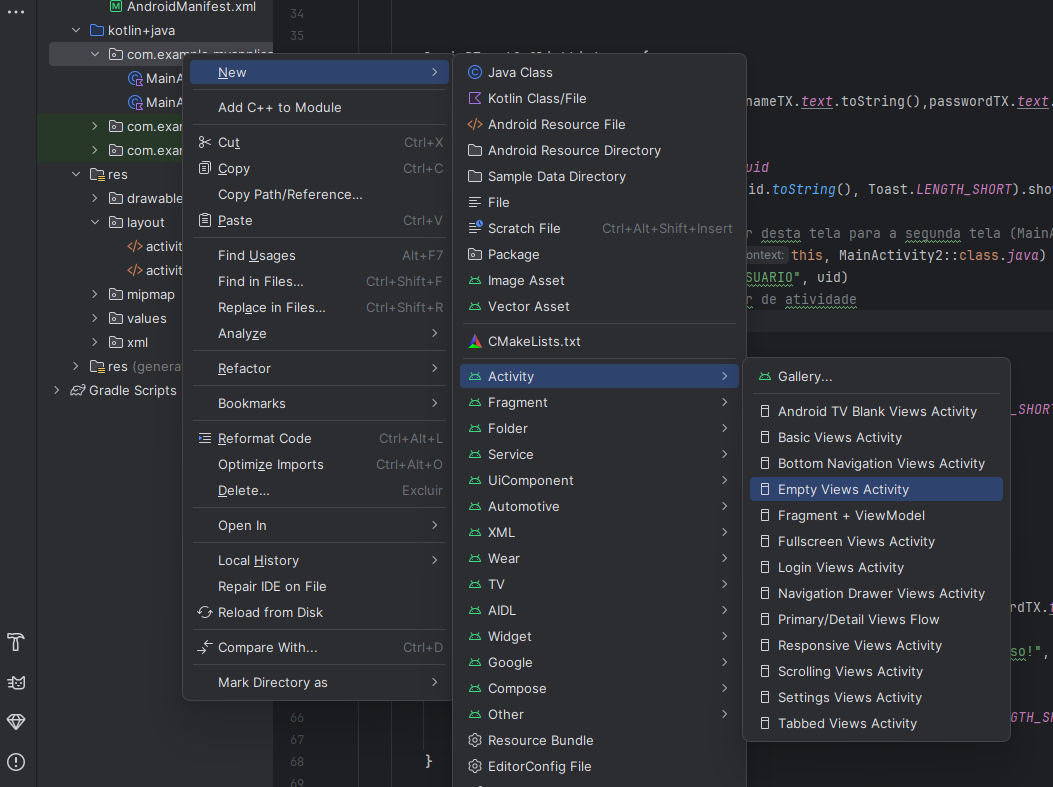 AndroidManifest.xml
kotlin+java
com.example.myapplic
MainA
MainA
com.exam
com.exam
res
drawable
layout
activit
activit
mipmap
values
xml
res (genera
Gradle Scripts
New
Add C++ to Module
Cut Ctrl+X
Copy Ctrl+C
Copy Path/Reference...
Paste Ctrl+V
Find Usages Alt+F7
Find in Files... Ctrl+Shift+F
Replace in Files... Ctrl+Shift+R
Analyze
Refactor
Bookmarks
Reformat Code Ctrl+Alt+L
Optimize Imports Ctrl+Alt+O
Delete... Excluir
Open In
Local History
Repair IDE on File
Reload from Disk
Compare With... Ctrl+D
Mark Directory as
Java Class
Kotlin Class/File
Android Resource File
Android Resource Directory
Sample Data Directory
File
Scratch File Ctrl+Alt+Shift+Insert
Package
Image Asset
Vector Asset
CMakeLists.txt
Activity
Fragment
Folder
Service
UiComponent
Automotive
XML
Wear
TV
AIDL
Widget
Google
Compose
Other
Resource Bundle
EditorConfig File
Gallery...
Android TV Blank Views Activity
Basic Views Activity
Bottom Navigation Views Activity
Empty Views Activity
Fragment + ViewModel
Fullscreen Views Activity
Login Views Activity
Navigation Drawer Views Activity
Primary/Detail Views Flow
Responsive Views Activity
Scrolling Views Activity
Settings Views Activity
Tabbed Views Activity
34
35
nameTX.text.toString(),passwordTX.text.
uid
id.toString(), Toast.LENGTH_SHORT).show
r desta tela para a segunda tela (MainA
ontext: this, MainActivity2::class.java)
SUARIO", uid)
r de atividade
_SHORT
rdTX.t
so!",
GTH_SH
66
67
68 }
69